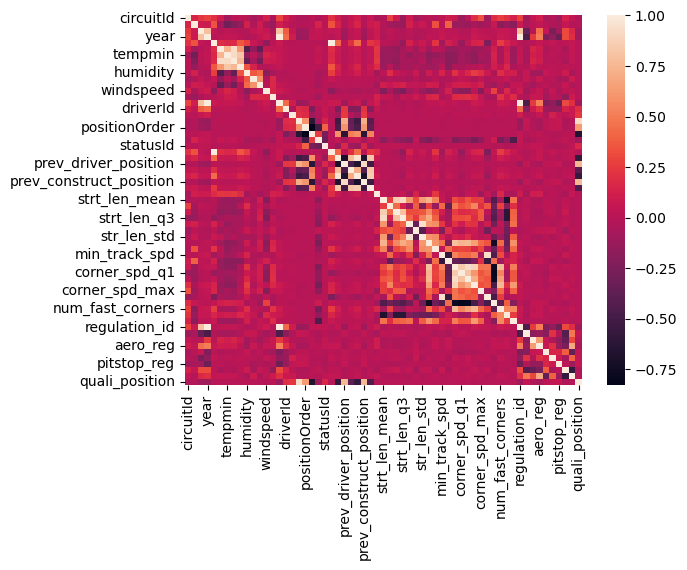 circuitId
year
tempmin
humidity
windspeed
driverId
positionOrder
statusId
prev_driver_position
prev_construct_position
strt_len_mean
strt_len_q3
str_len_std
min_track_spd
corner_spd_q1
corner_spd_max
num_fast_corners
regulation_id
aero_reg
pitstop_reg
quali_position
circuitId
year
tempmin
humidity
windspeed
driverId
positionOrder
statusId
prev_driver_position
prev_construct_position
strt_len_mean
strt_len_q3
str_len_std
min_track_spd
corner_spd_q1
corner_spd_max
num_fast_corners
regulation_id
aero_reg
pitstop_reg
quali_position
1.00
0.75
0.50
0.25
0.00
−0.25
−0.50
−0.75